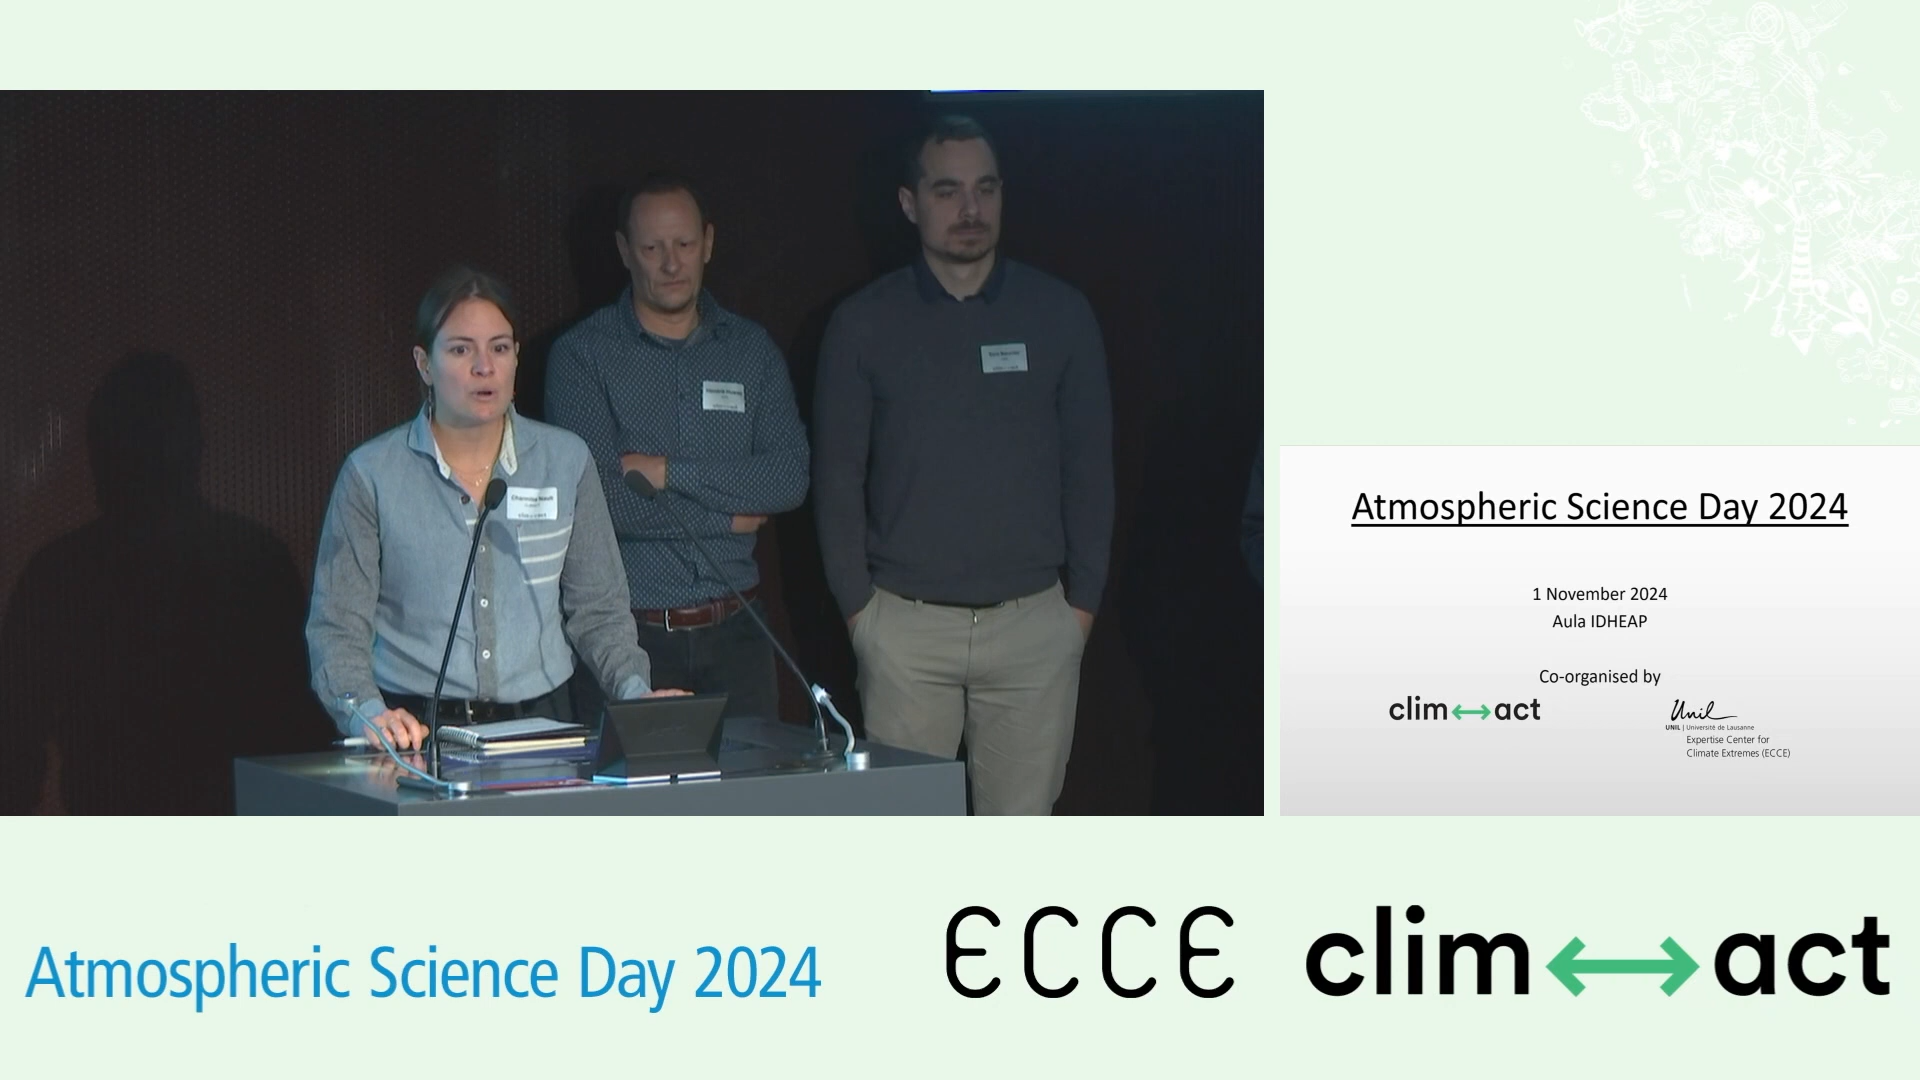 Atmospheric Science Day 2024
1 November 2024
Aula IDHEAP
Co-organised by
clim act
Unil
UNIL | Université de Lausanne
Expertise Center for
Climate Extremes (ECCE)
Atmospheric Science Day 2024
ECCE
clim act